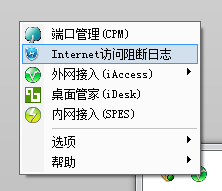 端口管理(CPM)
Internet访问阻断日志
外网接入(iAccess)
桌面管家(iDesk)
内网接入(SPES)
选项
帮助